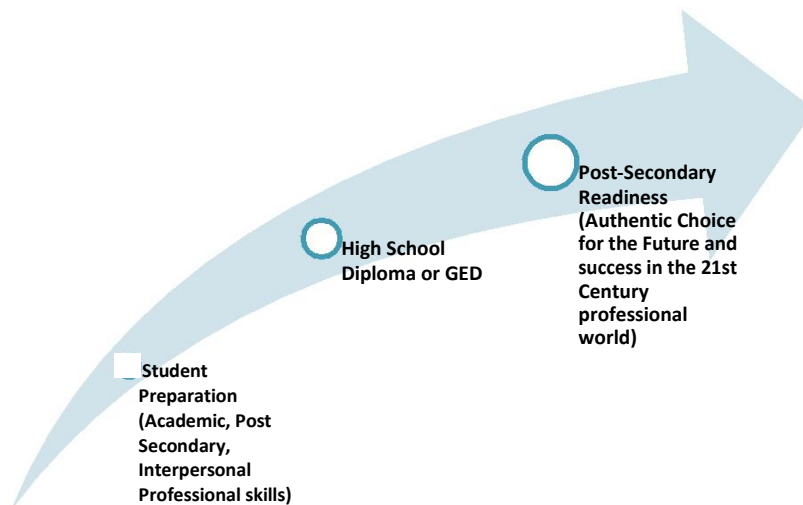 Student
Preparation
(Academic, Post
Secondary,
Interpersonal
Professional skills)
High School
Diploma or GED
Post-Secondary
Readiness
(Authentic Choice
for the Future and
success in the 21st
Century
professional
world)